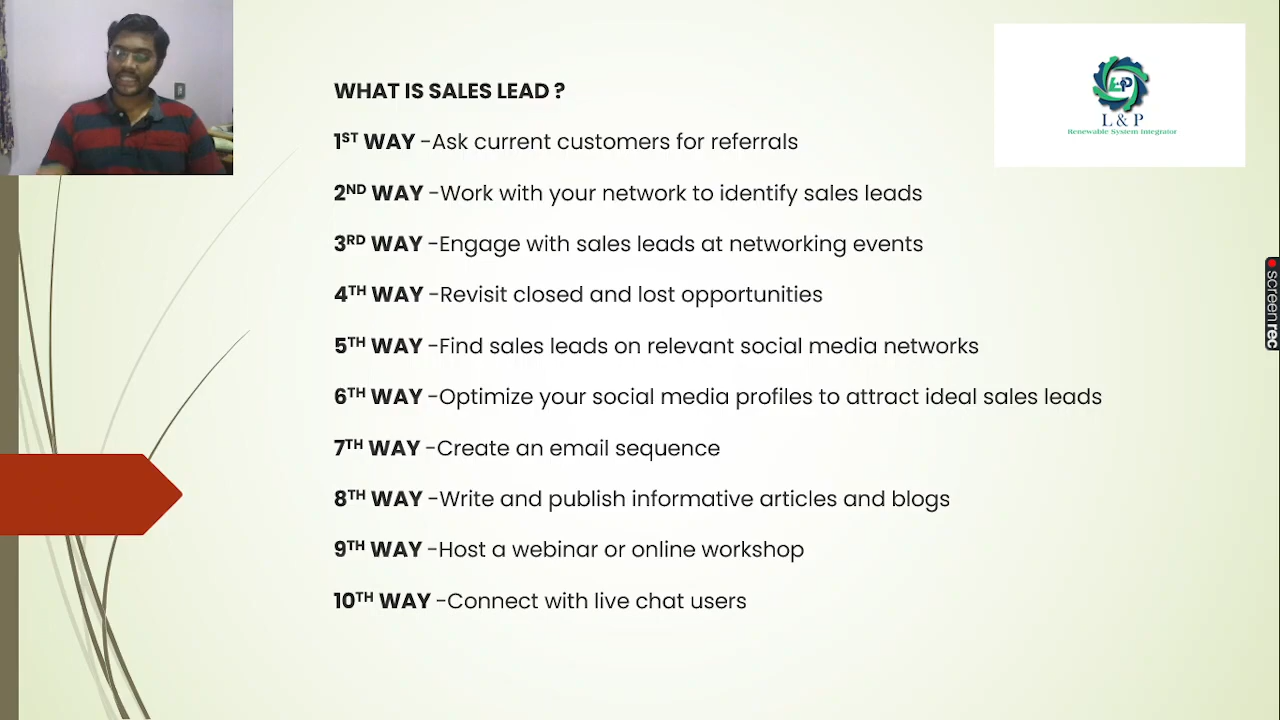 WHAT IS SALES LEAD ?
1ST WAY -Ask current customers for referrals
2ND WAY -Work with your network to identify sales leads
3RD WAY -Engage with sales leads at networking events
4TH WAY -Revisit closed and lost opportunities
5TH WAY -Find sales leads on relevant social media networks
6TH WAY -Optimize your social media profiles to attract ideal sales leads
7TH WAY -Create an email sequence
8TH WAY -Write and publish informative articles and blogs
9TH WAY -Host a webinar or online workshop
10TH WAY -Connect with live chat users
L & P
Renewable System Integrator
screenrec